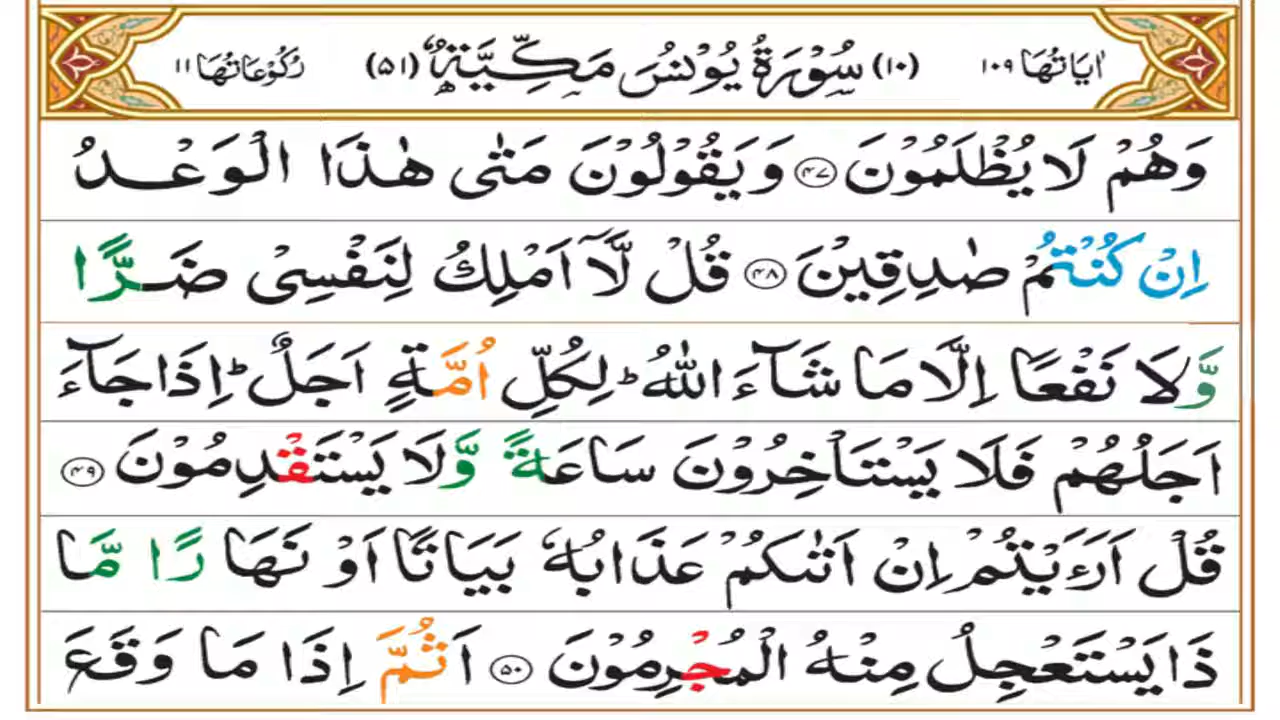 اٰيَاتُهَا ١٠٩ (١٠) سُوْرَةُ يُوْنُسَ مَكِّيَّةٌ (٥١) رُكُوْعَاتُهَا ١١
وَهُمْ لَا يُظْلَمُوْنَ ۝٤٧ وَيَقُوْلُوْنَ مَتٰى هٰذَا الْوَعْدُ
اِنْ كُنْتُمْ صٰدِقِيْنَ ۝٤٨ قُلْ لَّاۤ اَمْلِكُ لِنَفْسِىْ ضَرًّا
وَّلَا نَفْعًا اِلَّا مَا شَآءَ اللّٰهُ ؕ لِكُلِّ اُمَّةٍ اَجَلٌ ؕ اِذَا جَآءَ
اَجَلُهُمْ فَلَا يَسْتَاْخِرُوْنَ سَاعَةً وَّلَا يَسْتَقْدِمُوْنَ ۝٤٩
قُلْ اَرَءَيْتُمْ اِنْ اَتٰىكُمْ عَذَابُهٗ بَيَاتًا اَوْ نَهَارًا مَّا
ذَا يَسْتَعْجِلُ مِنْهُ الْمُجْرِمُوْنَ ۝٥٠ اَثُمَّ اِذَا مَا وَقَعَ